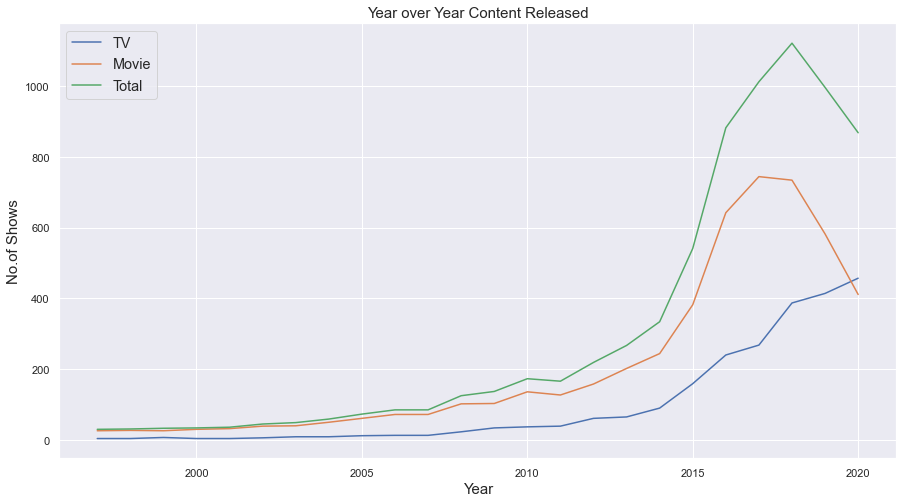 Year over Year Content Released
TV
Movie
Total
No.of Shows
1000
800
600
400
200
0
2000 2005 2010 2015 2020
Year